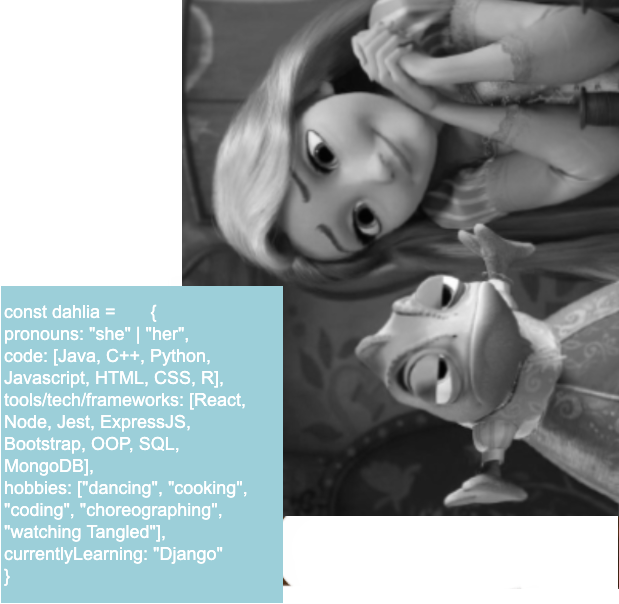 const dahlia =       {
pronouns: "she" | "her",
code: [Java, C++, Python,
Javascript, HTML, CSS, R],
tools/tech/frameworks: [React,
Node, Jest, ExpressJS,
Bootstrap, OOP, SQL,
MongoDB],
hobbies: ["dancing", "cooking",
"coding", "choreographing",
"watching Tangled"],
currentlyLearning: "Django"
}